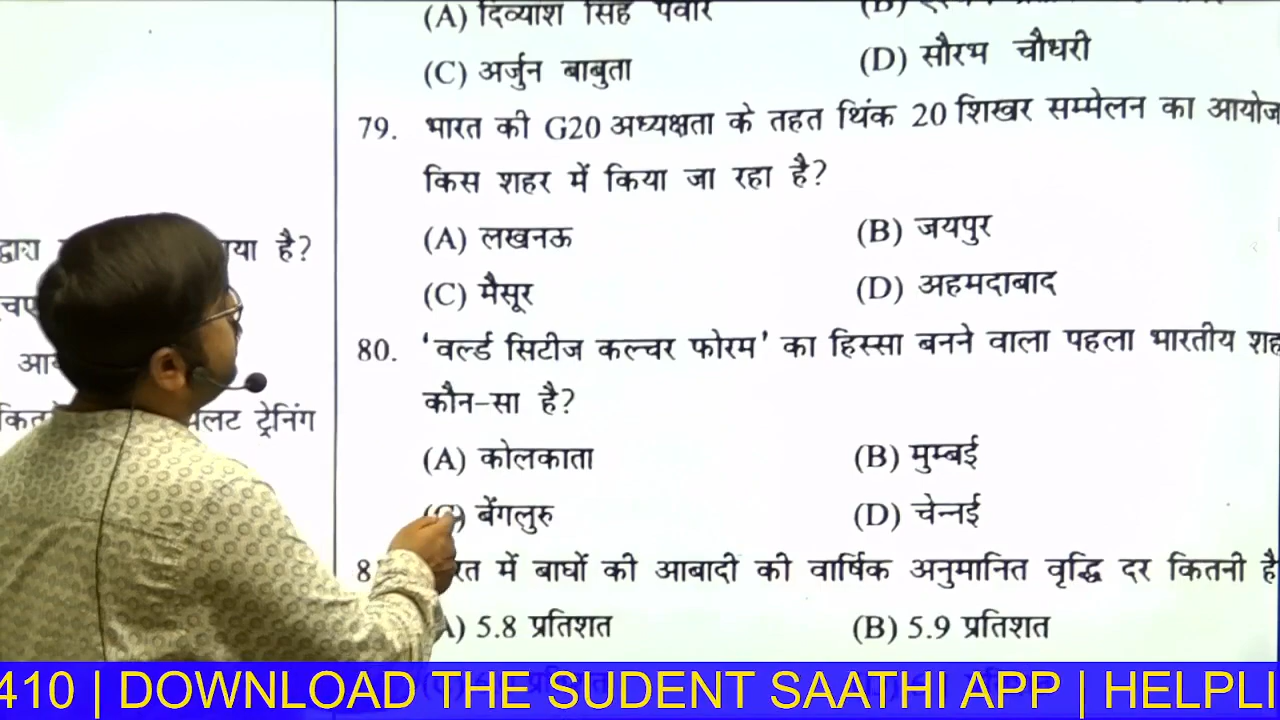 (A) दिव्यांश सिंह पंवार
(C) अर्जुन बाबुता
(D) सौरभ चौधरी
79. भारत की G20 अध्यक्षता के तहत थिंक 20 शिखर सम्मेलन का आयोज
किस शहर में किया जा रहा है?
(A) लखनऊ
(B) जयपुर
(C) मैसूर
(D) अहमदाबाद
80. 'वर्ल्ड सिटीज कल्चर फोरम' का हिस्सा बनने वाला पहला भारतीय शह
कौन-सा है?
(A) कोलकाता
(B) मुम्बई
(C) बेंगलुरु
(D) चेन्नई
में बाघों की आबादी की वार्षिक अनुमानित वृद्धि दर कितनी है
A) 5.8 प्रतिशत
(B) 5.9 प्रतिशत
द्वारा
गया है?
ट्रेनिंग
410 | DOWNLOAD THE SUDENT SAATHI APP | HELPLI